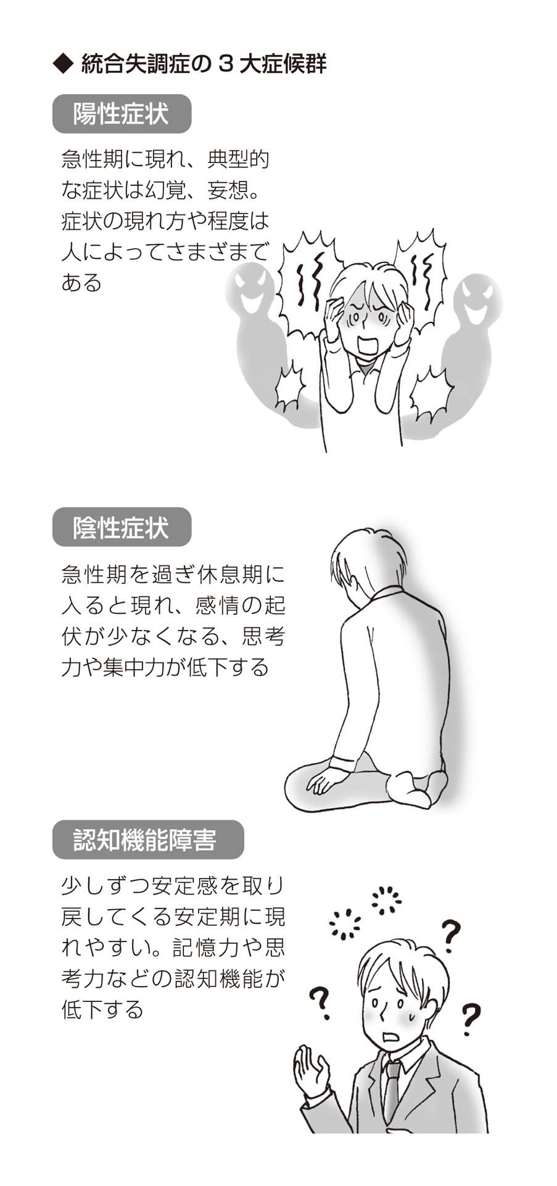 ◆ 統合失調症の3大症候群
陽性症状
急性期に現れ、典型的
な症状は幻覚、妄想。
症状の現れ方や程度は
人によってさまざまで
ある
陰性症状
急性期を過ぎ休息期に
入ると現れ、感情の起
伏が少なくなる、思考
力や集中力が低下する
認知機能障害
少しずつ安定感を取り
戻してくる安定期に現
れやすい。記憶力や思
考力などの認知機能が
低下する
?
?
?